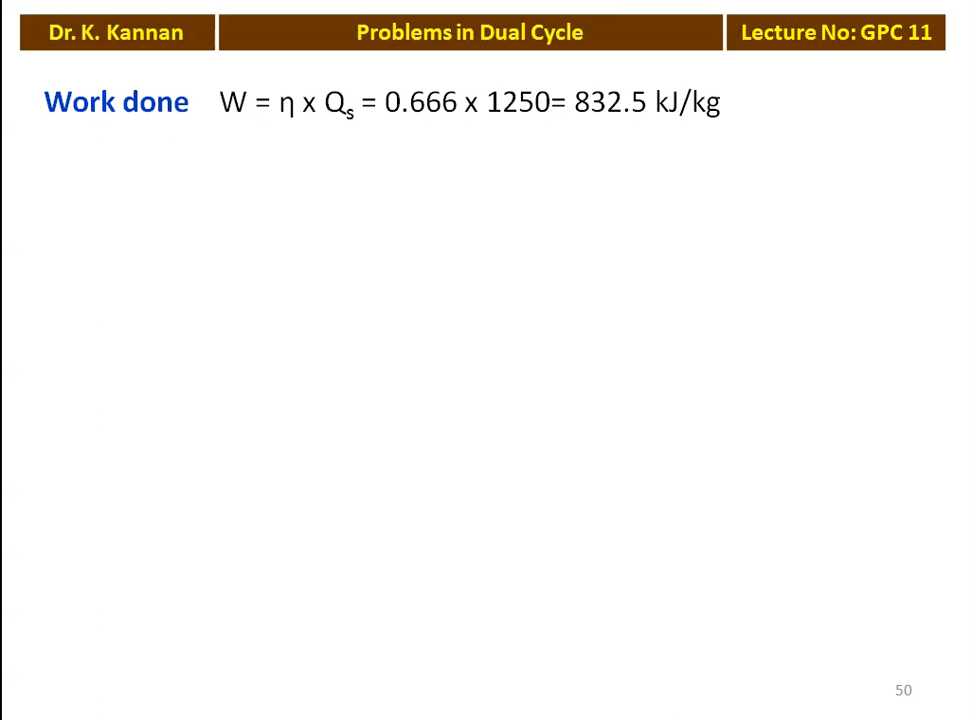 Dr. K. Kannan
Problems in Dual Cycle
Lecture No: GPC 11
Work done W = η x Qs = 0.666 x 1250= 832.5 kJ/kg
50